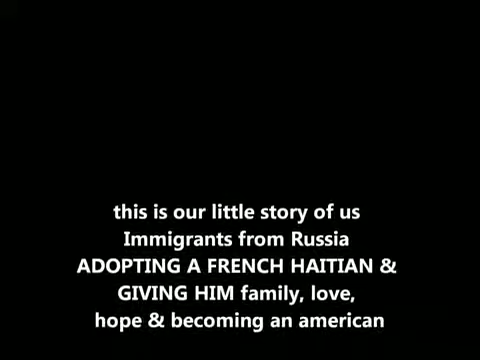 this is our little story of us
Immigrants from Russia
ADOPTING A FRENCH HAITIAN &
GIVING HIM family, love,
hope & becoming an american